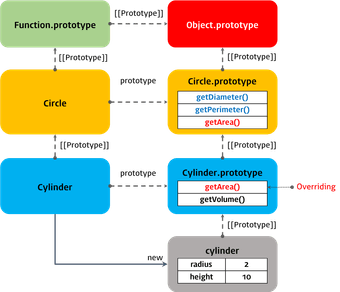 Function.prototype
[[Prototype]]
Object.prototype
[[Prototype]]
[[Prototype]]
Circle
prototype
Circle.prototype
getDiameter()
getPerimeter()
getArea()
[[Prototype]]
[[Prototype]]
Cylinder
prototype
Cylinder.prototype
getArea()
Overriding
getVolume()
[[Prototype]]
new
cylinder
radius 2
height 10